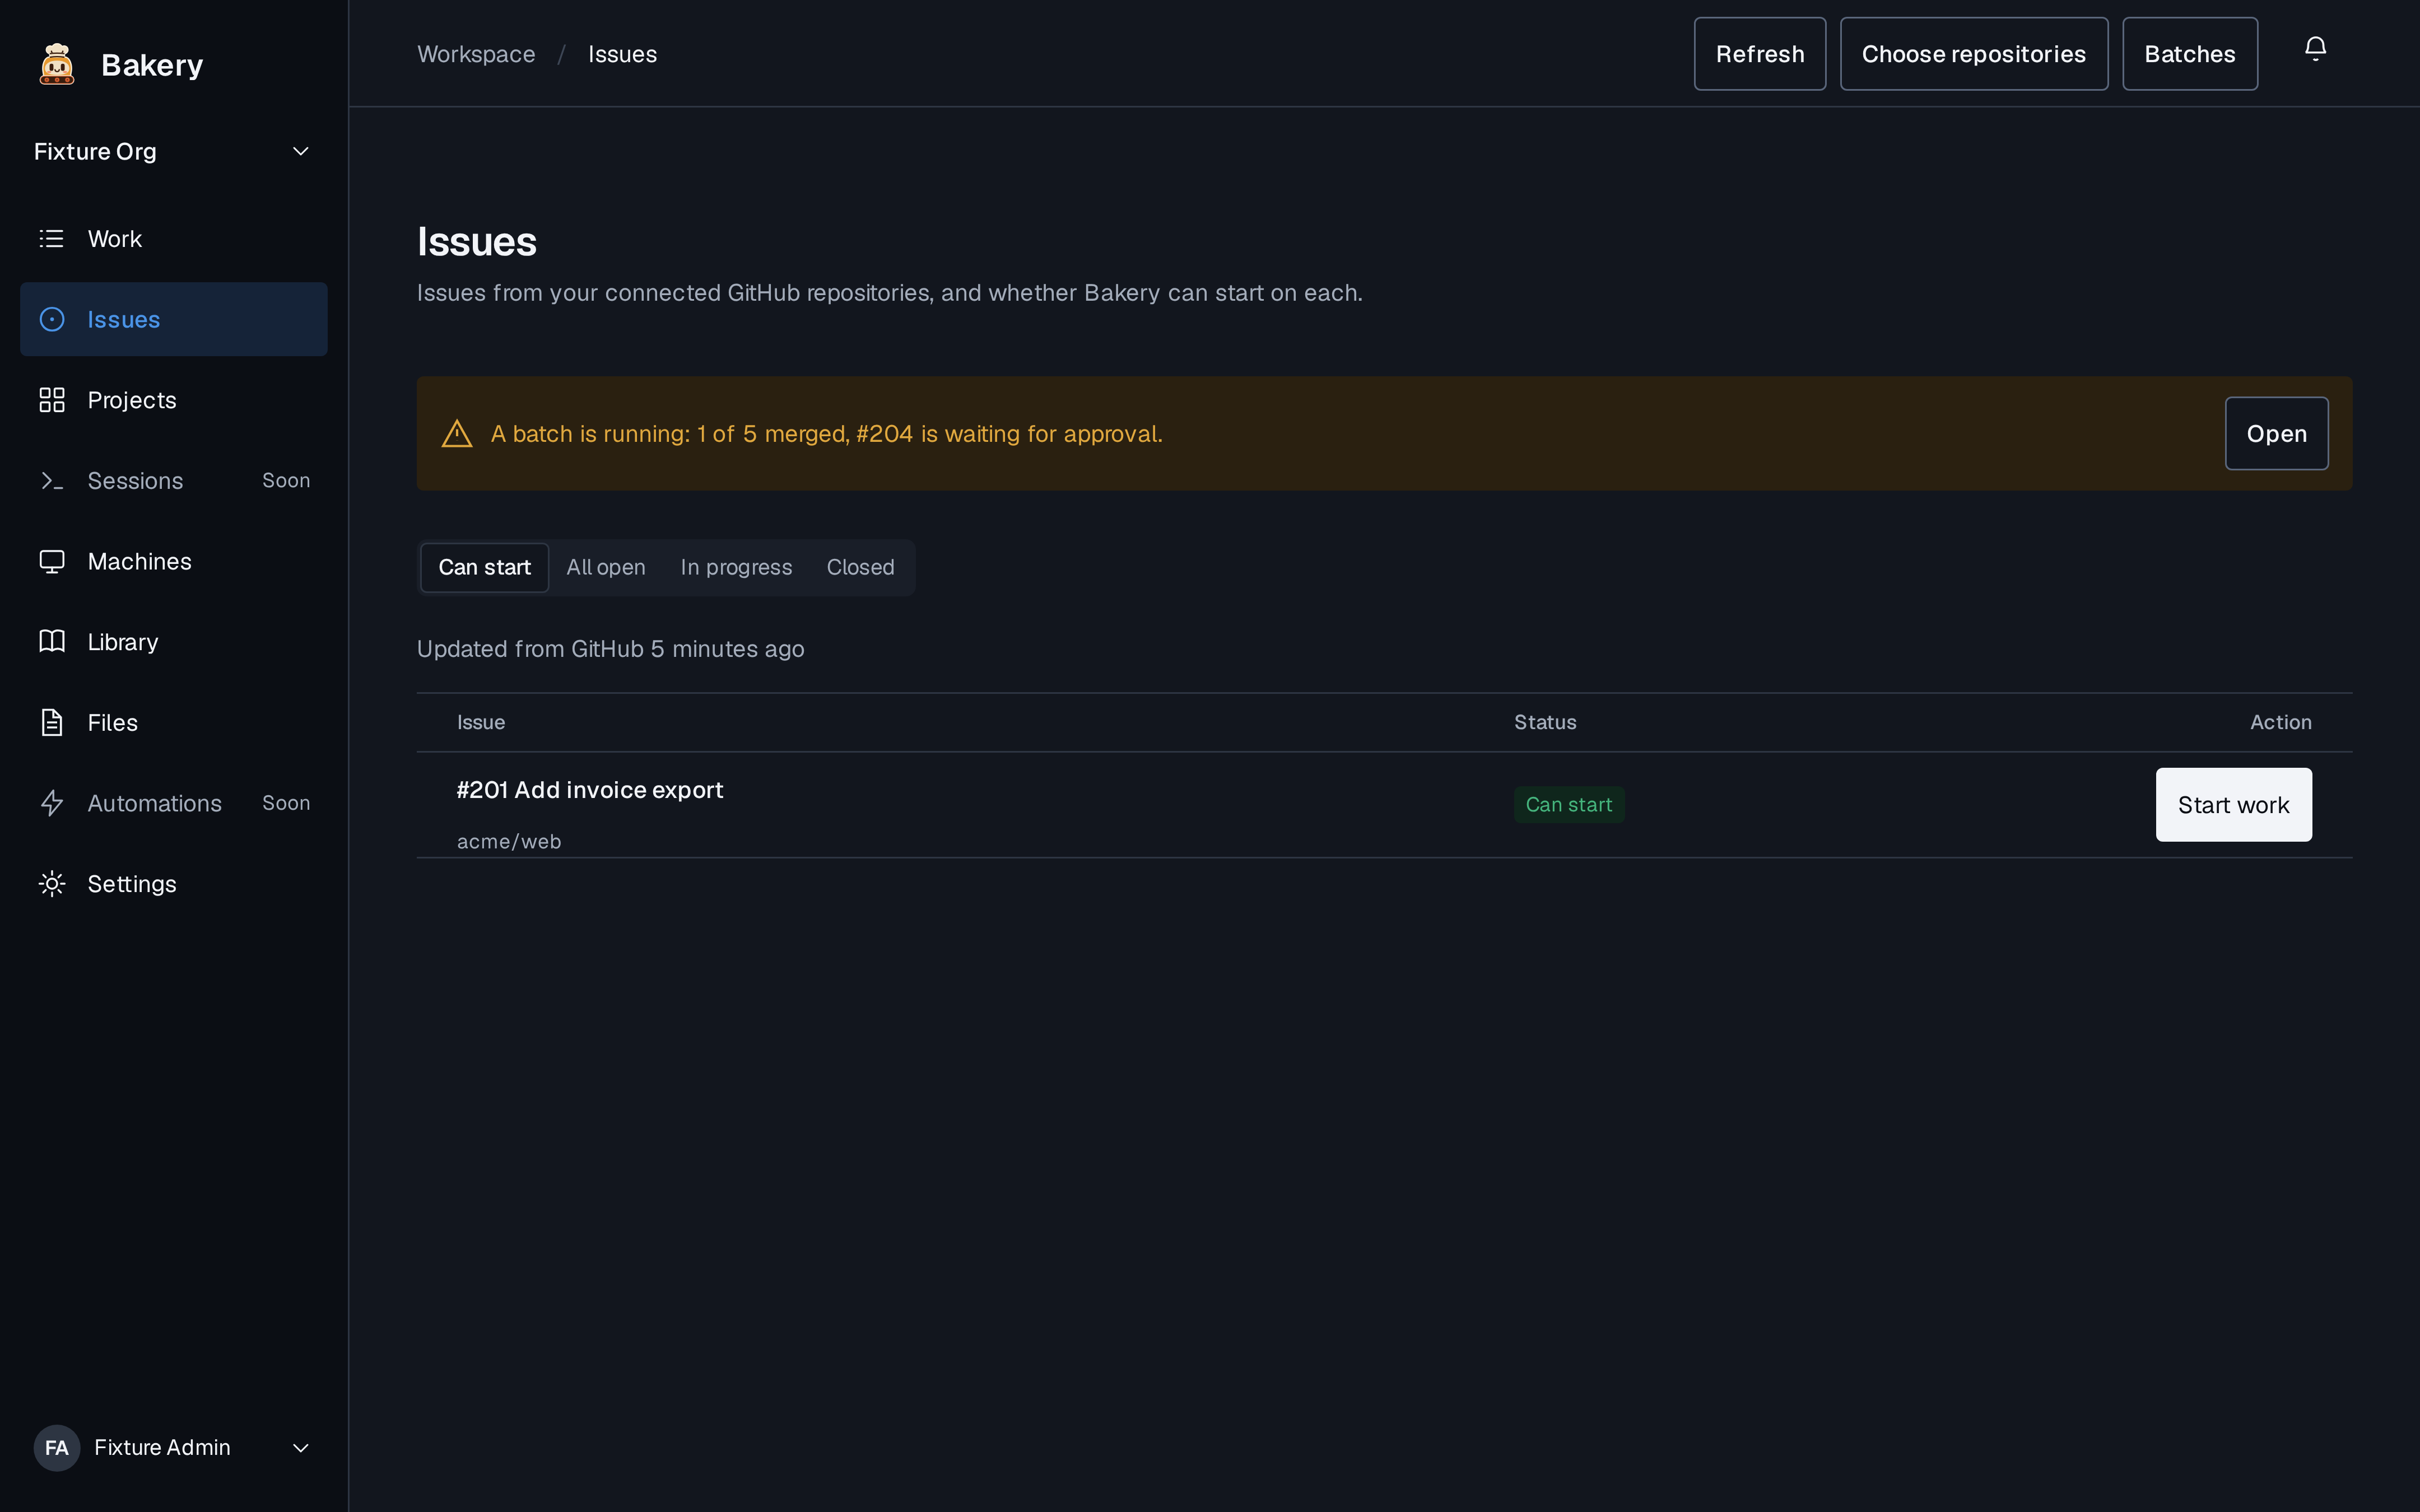 Bakery
Fixture Org
Work
Issues
Projects
Sessions Soon
Machines
Library
Files
Automations Soon
Settings
FA Fixture Admin
Workspace / Issues
Refresh
Choose repositories
Batches
Issues
Issues from your connected GitHub repositories, and whether Bakery can start on each.
A batch is running: 1 of 5 merged, #204 is waiting for approval.
Open
Can start All open In progress Closed
Updated from GitHub 5 minutes ago
Issue Status Action
#201 Add invoice export
acme/web
Can start
Start work